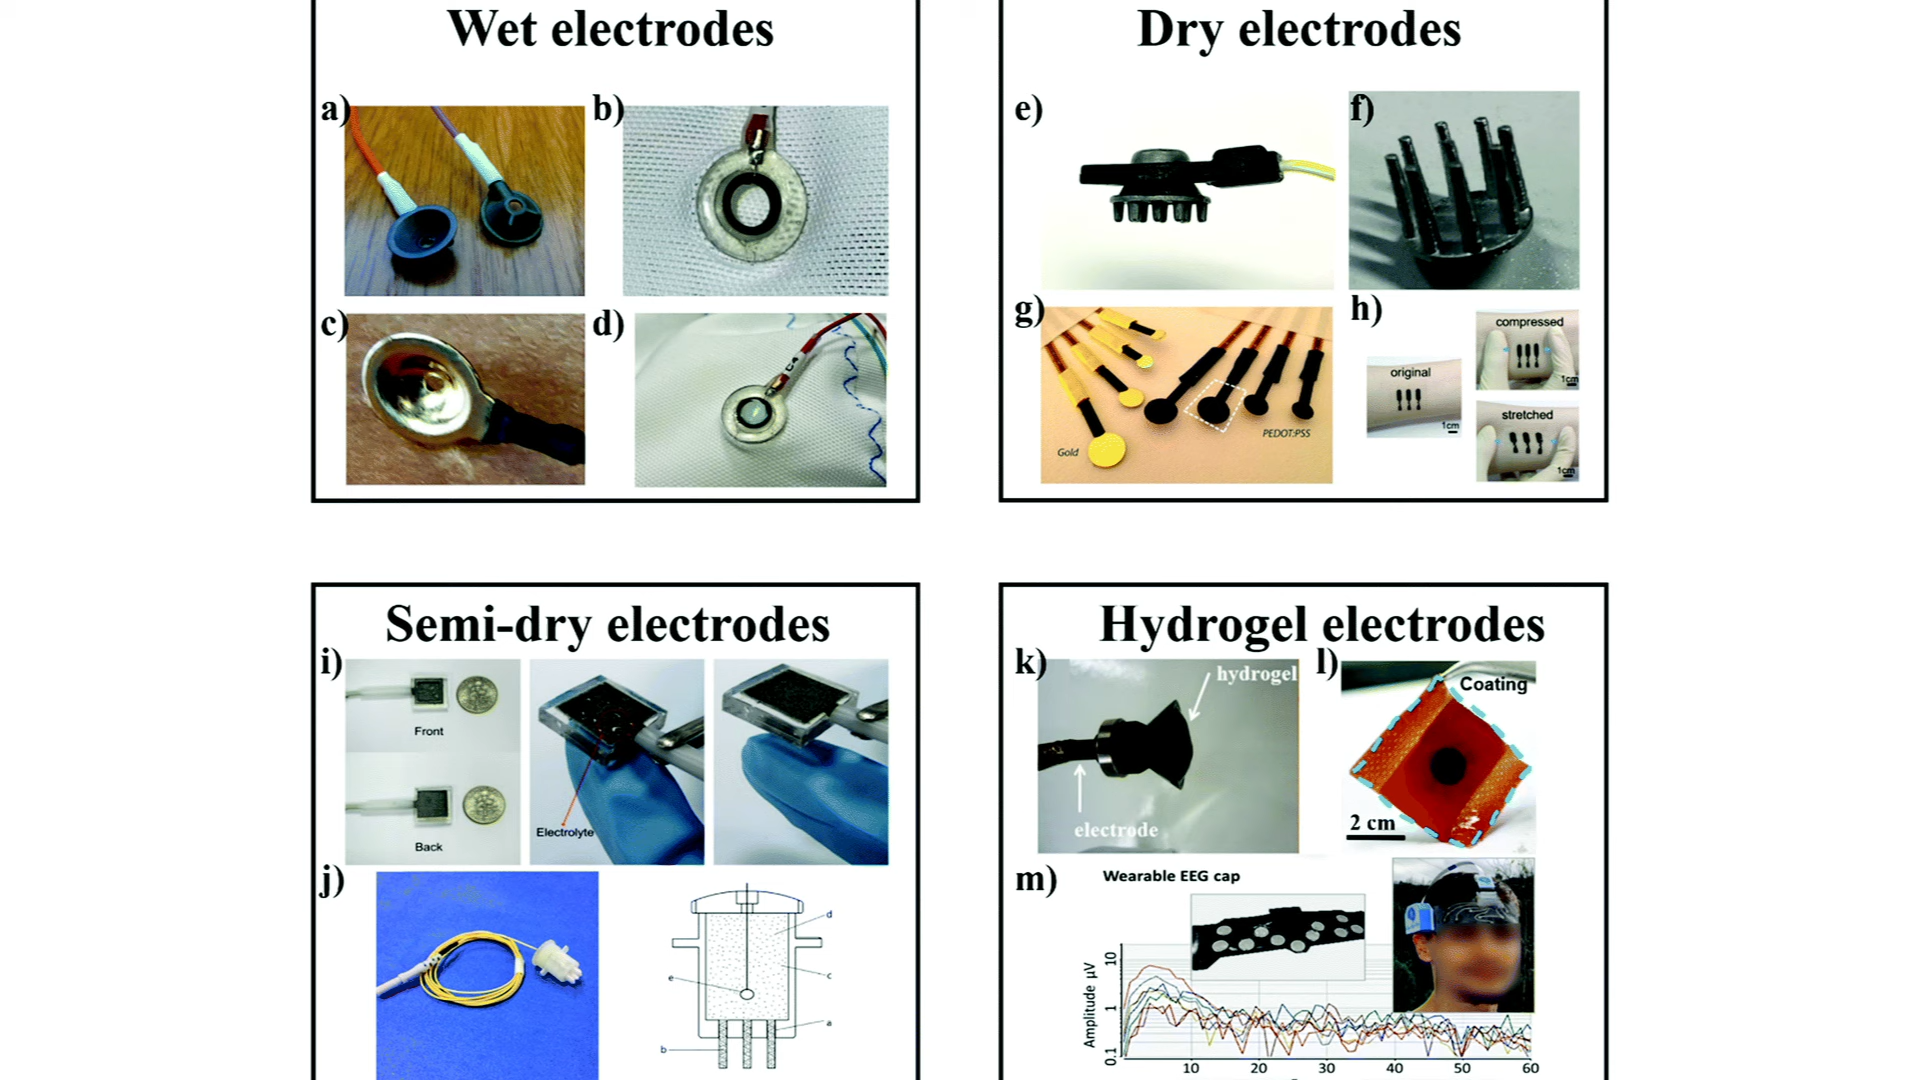 Wet electrodes
a)
b)
c)
d)
Dry electrodes
e)
f)
g)
Gold
PEDOT:PSS
h)
original
1cm
compressed
1cm
stretched
1cm
Semi-dry electrodes
i)
Front
Back
Electrolyte
j)
d
c
e
a
b
Hydrogel electrodes
k)
hydrogel
electrode
l)
Coating
2 cm
m)
Wearable EEG cap
Amplitude µV
10
1
0.1
10
20
30
40
50
60